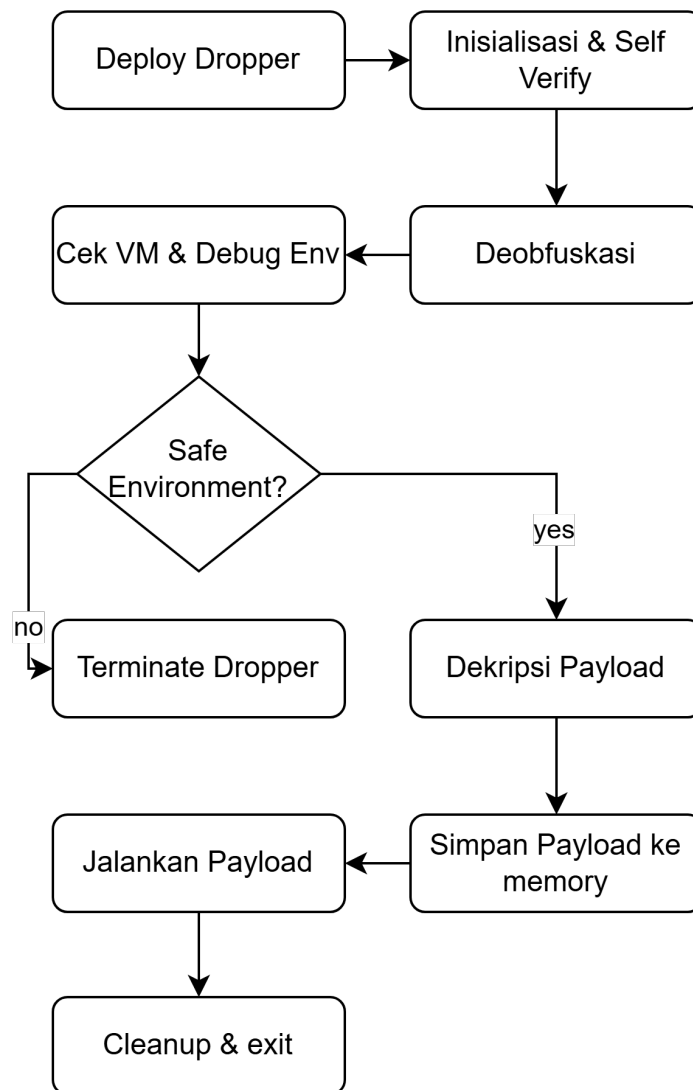 Deploy Dropper
Inisialisasi & Self
Verify
Cek VM & Debug Env
Deobfuskasi
Safe
Environment?
yes
no
Terminate Dropper
Dekripsi Payload
Jalankan Payload
Simpan Payload ke
memory
Cleanup & exit